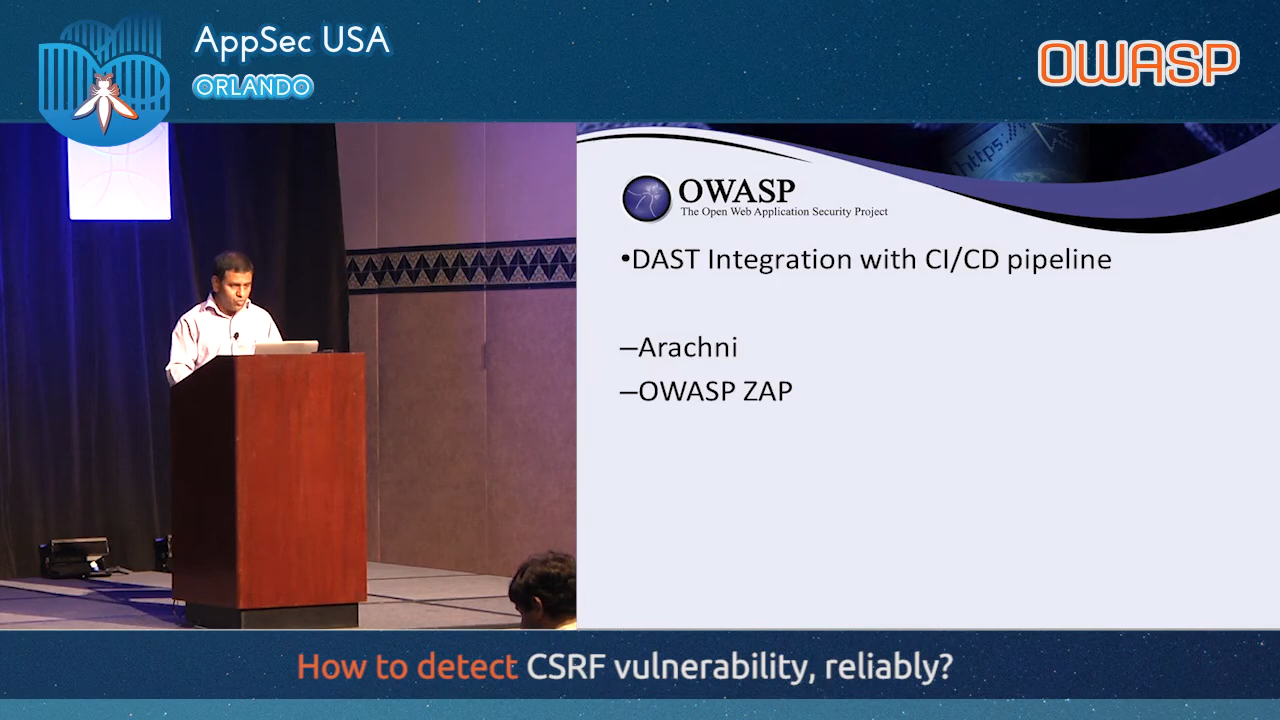 AppSec USA
ORLANDO
OWASP
https://
OWASP
The Open Web Application Security Project
•DAST Integration with CI/CD pipeline
–Arachni
–OWASP ZAP
How to detect CSRF vulnerability, reliably?